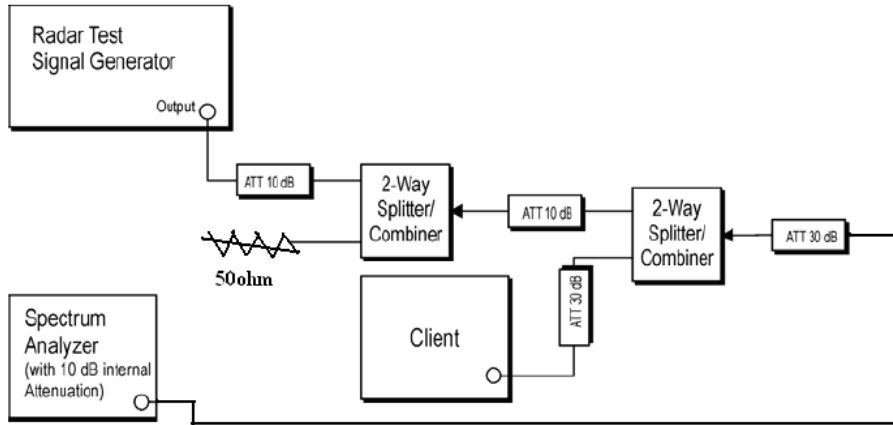 Radar Test
Signal Generator
Output
ATT 10 dB
2-Way
Splitter/
Combiner
ATT 10 dB
2-Way
Splitter/
Combiner
ATT 30 dB
50ohm
ATT 30 dB
Client
Spectrum
Analyzer
(with 10 dB internal
Attenuation)